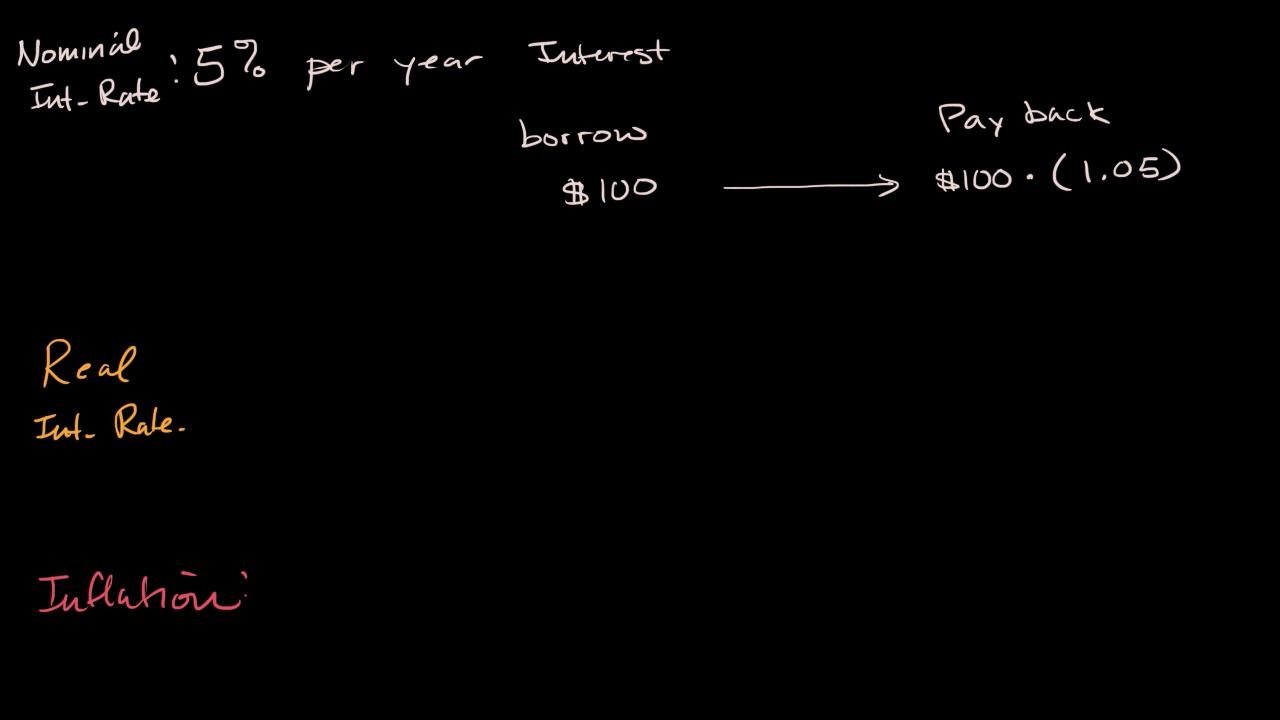 Nominal
Int. Rate : 5% per year Interest
borrow
Pay back
$100 → $100 · (1.05)
Real
Int. Rate.
Inflation: